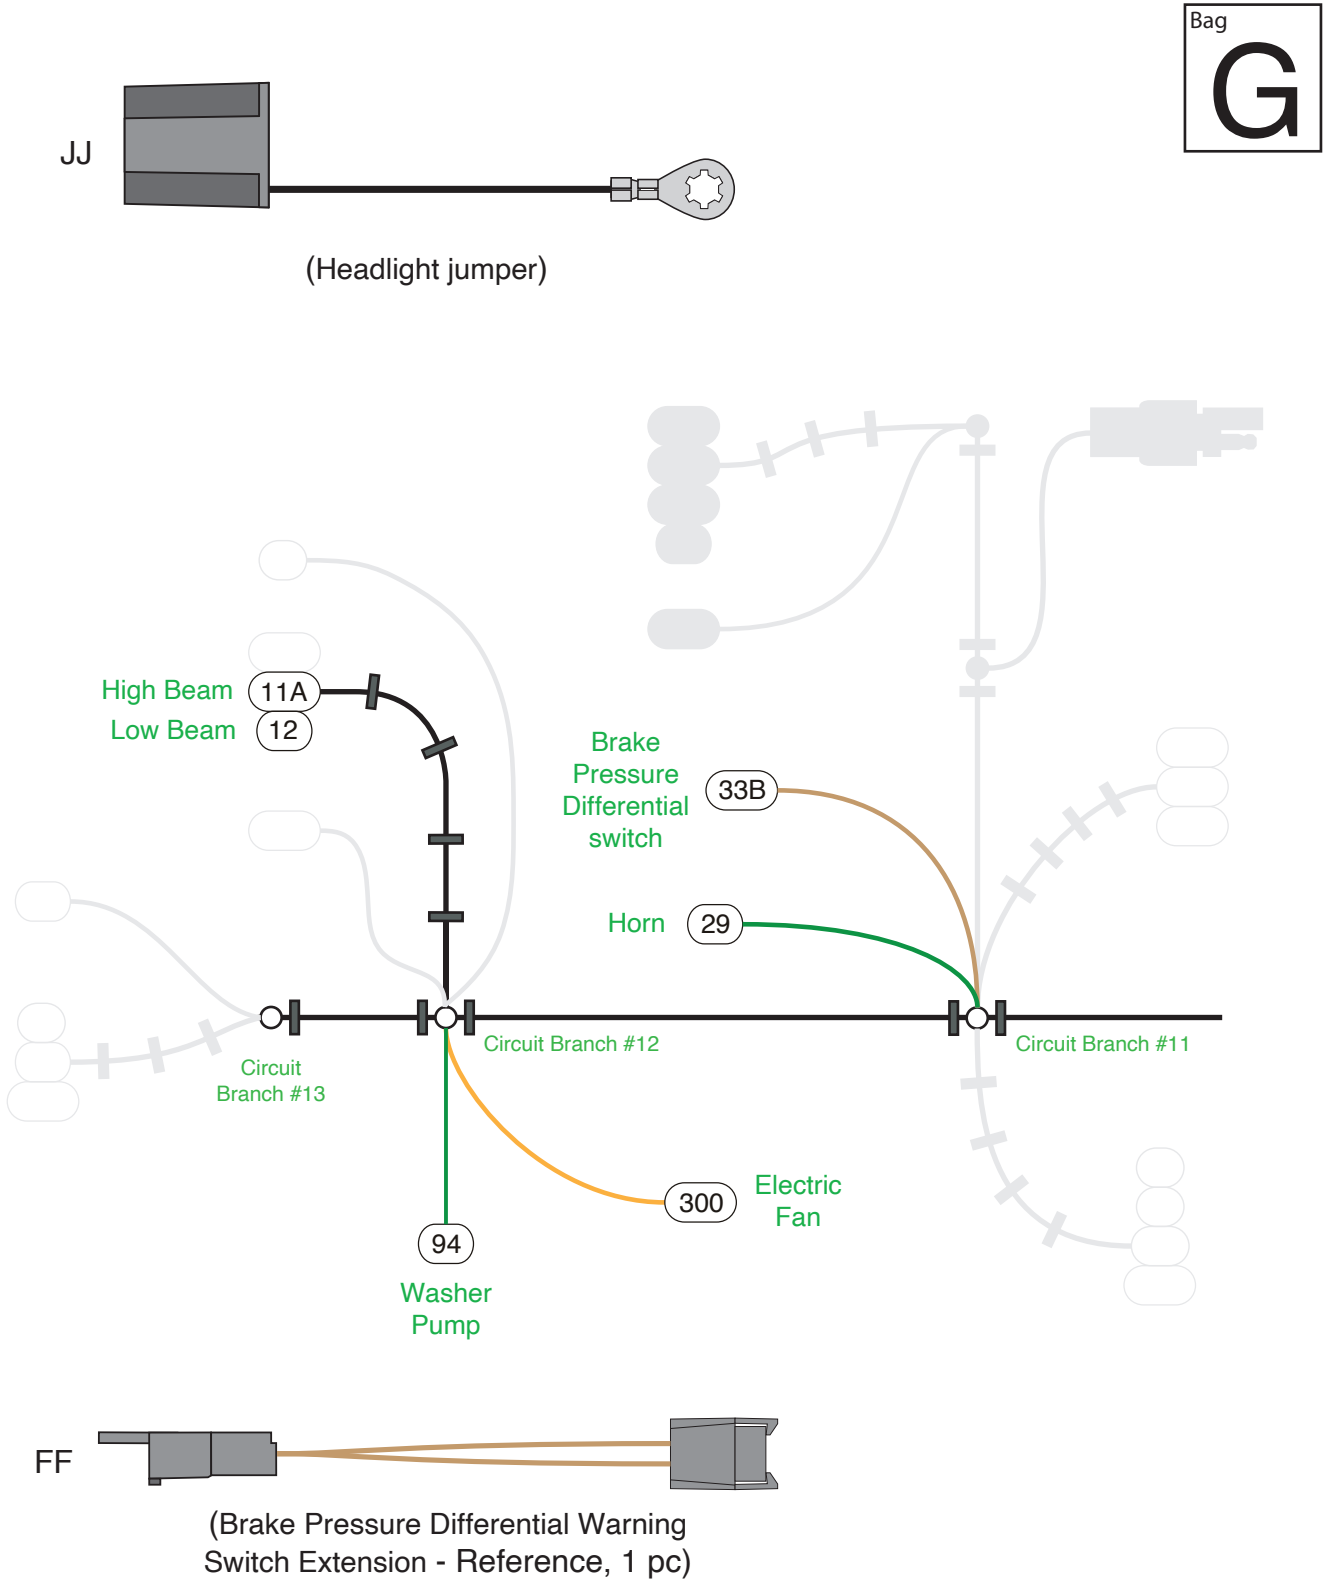 Bag
G
JJ
(Headlight jumper)
High Beam 11A
Low Beam 12
Brake
Pressure
Differential
switch
33B
Horn 29
Circuit Branch #12
Circuit Branch #11
Circuit
Branch #13
300
Electric
Fan
94
Washer
Pump
FF
(Brake Pressure Differential Warning
Switch Extension - Reference, 1 pc)